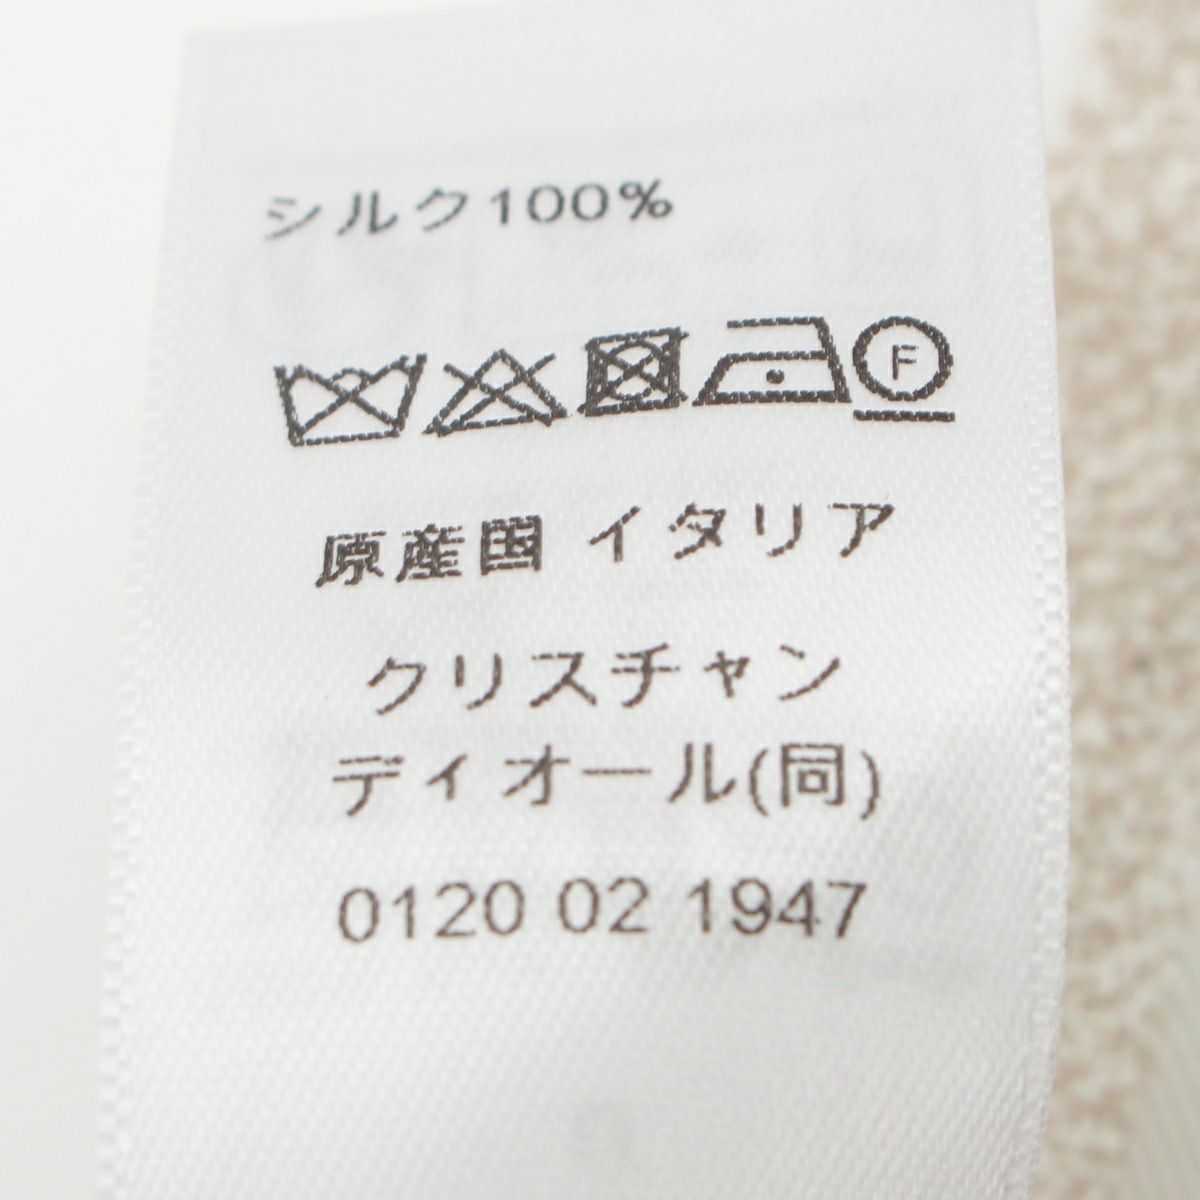 シルク100%
F
原産国 イタリア
クリスチャン
ディオール(同)
0120 02 1947